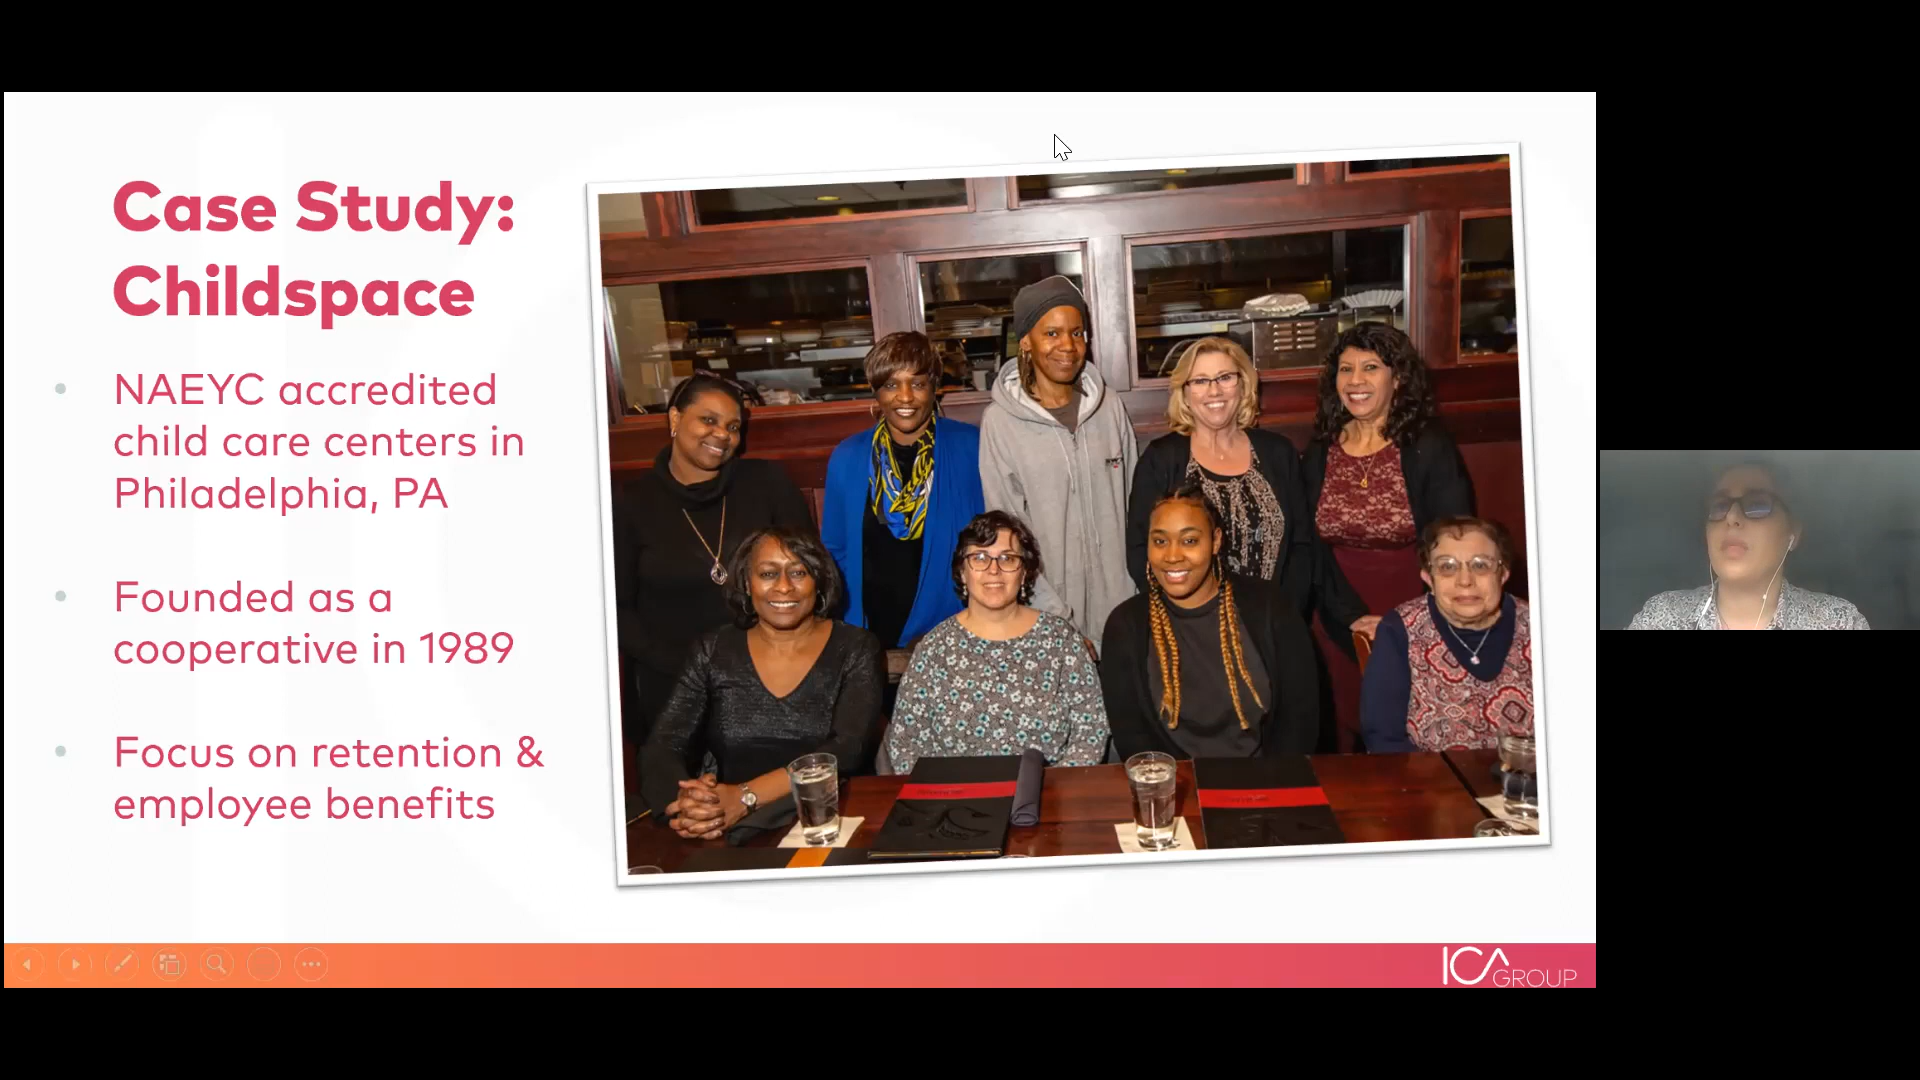 Case Study:
Childspace
NAEYC accredited
child care centers in
Philadelphia, PA
Founded as a
cooperative in 1989
Focus on retention &
employee benefits
ICA GROUP